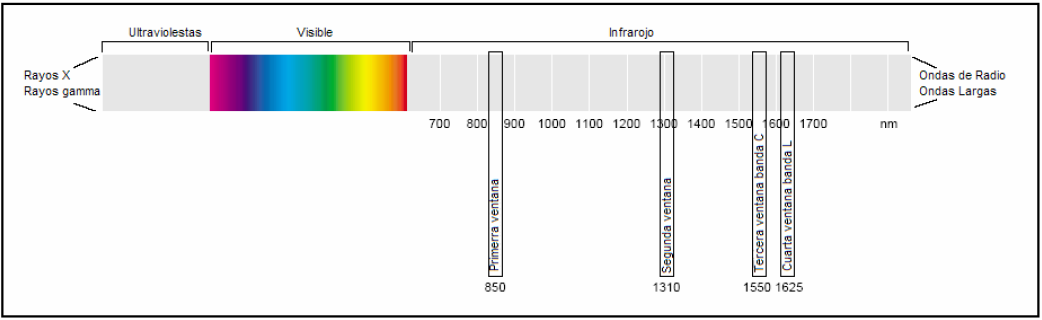 Ultraviolestas Visible Infrarojo
Rayos X
Rayos gamma
Ondas de Radio
Ondas Largas
700 800 900 1000 1100 1200 1300 1400 1500 1600 1700 nm
Primerra ventana
Segunda ventana
Tercera ventana banda C
Cuarta ventana banda L
850 1310 1550 1625